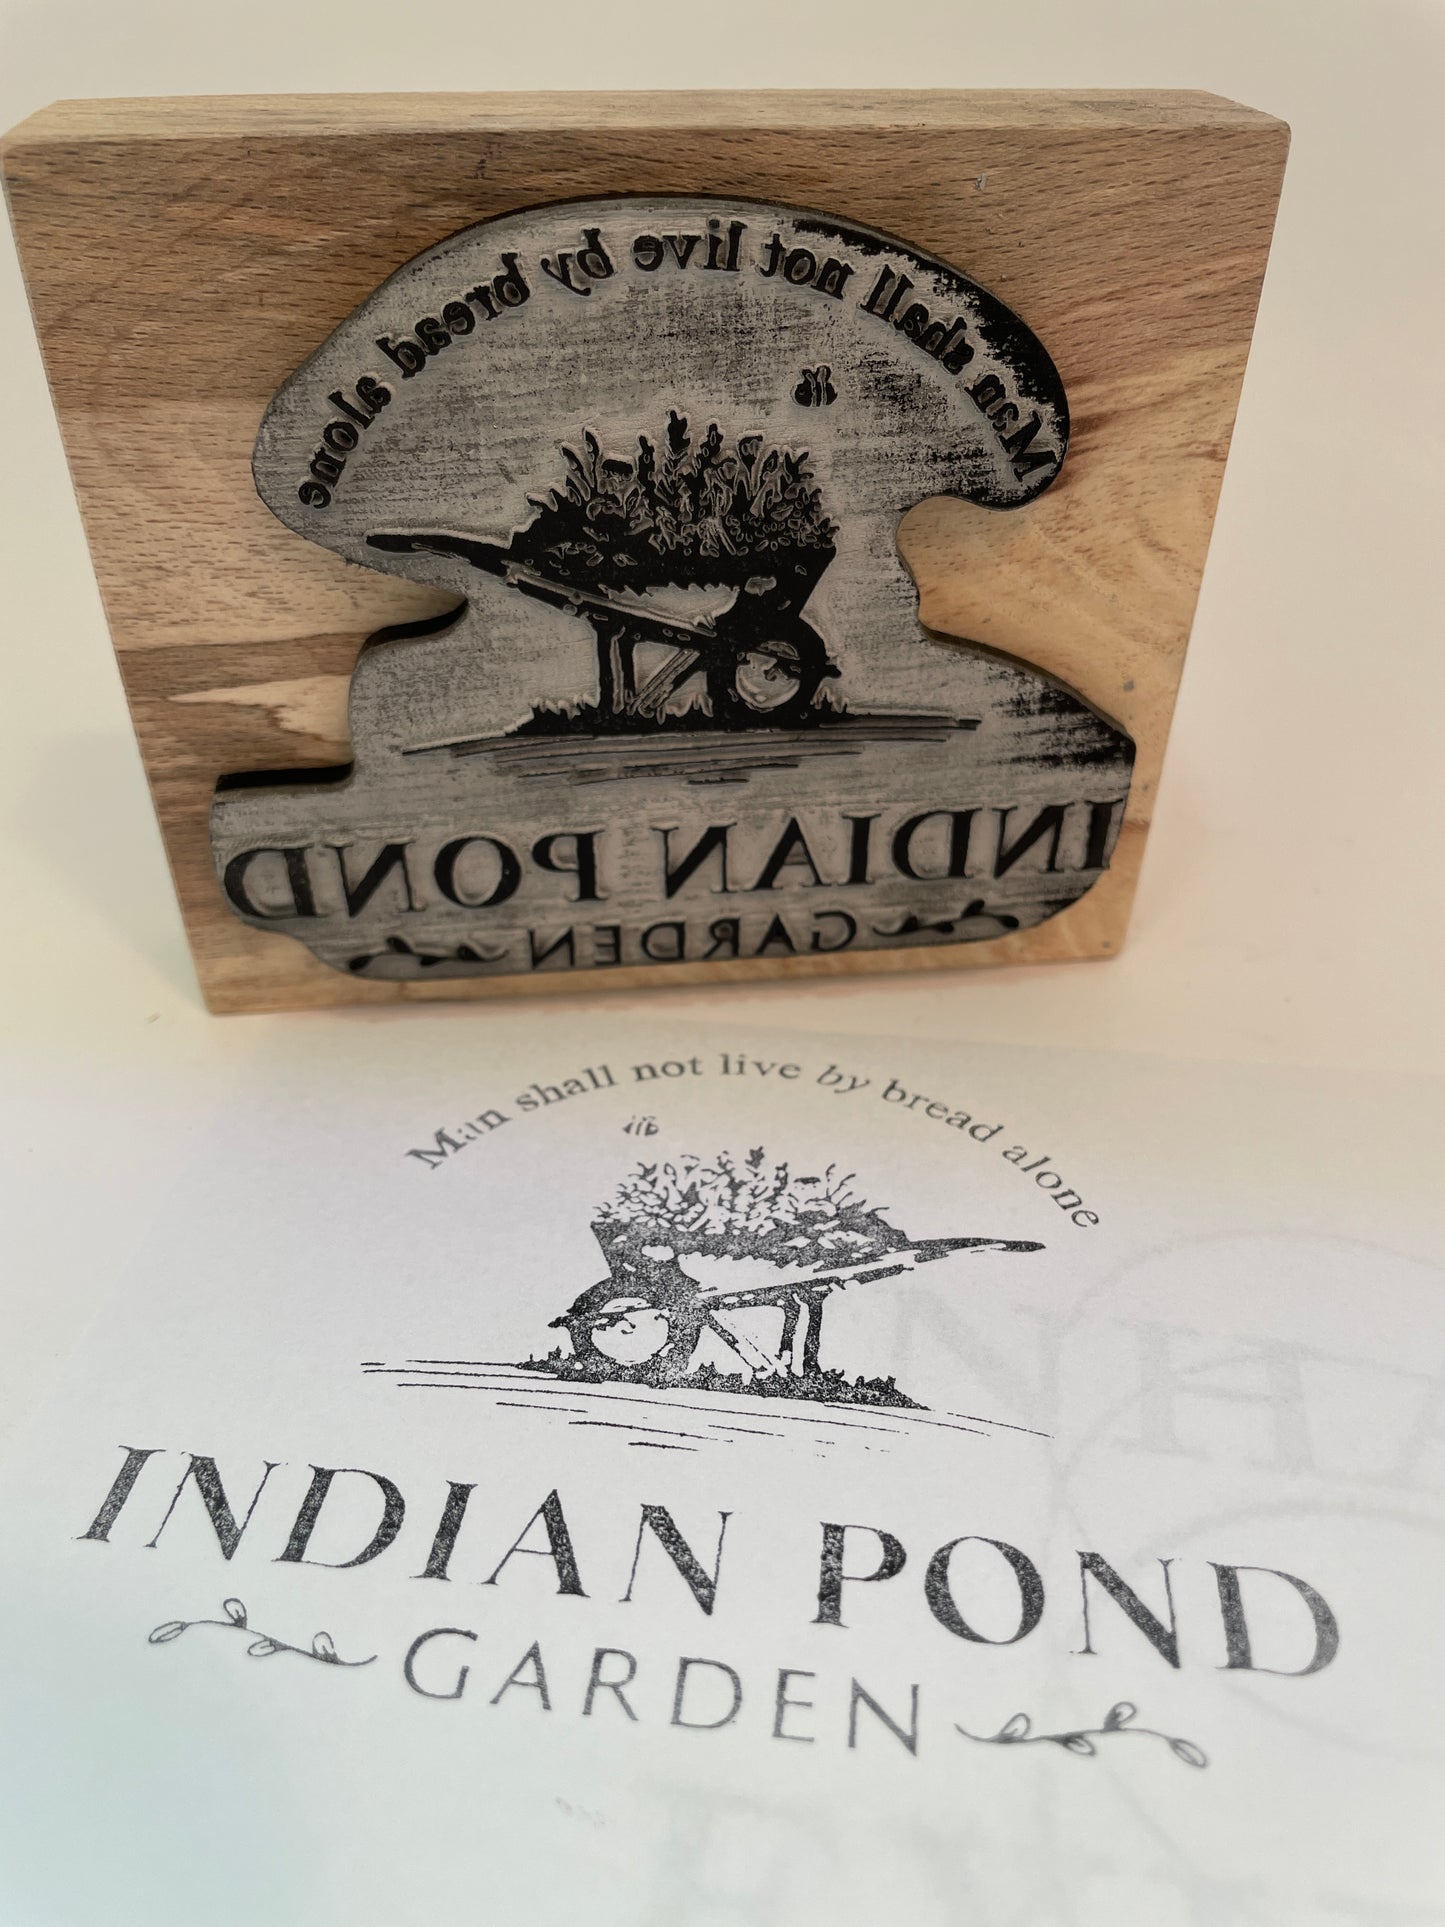 Man shall not live by bread alone
INDIAN POND
GARDEN
Man shall not live by bread alone
INDIAN POND
GARDEN